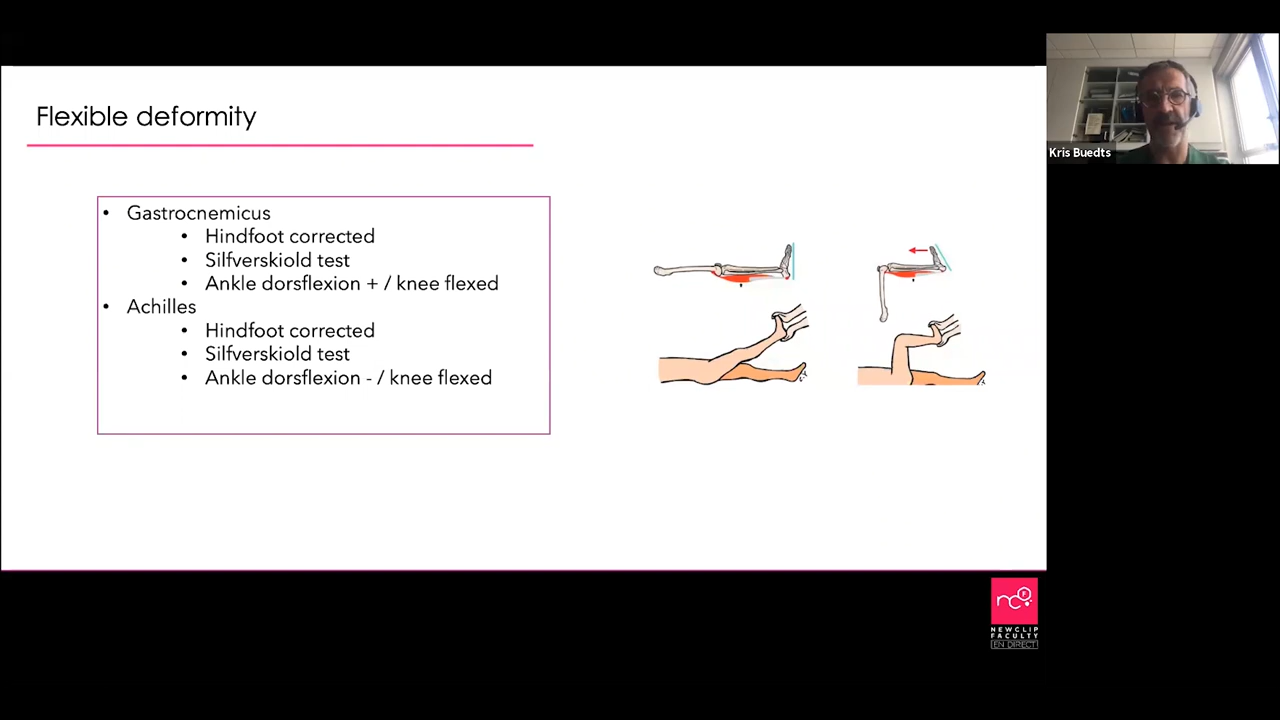 Flexible deformity
• Gastrocnemicus
• Hindfoot corrected
• Silfverskiold test
• Ankle dorsflexion + / knee flexed
• Achilles
• Hindfoot corrected
• Silfverskiold test
• Ankle dorsflexion - / knee flexed
Kris Buedts
F
NEWCLIP
FACULTY
EN DIRECT